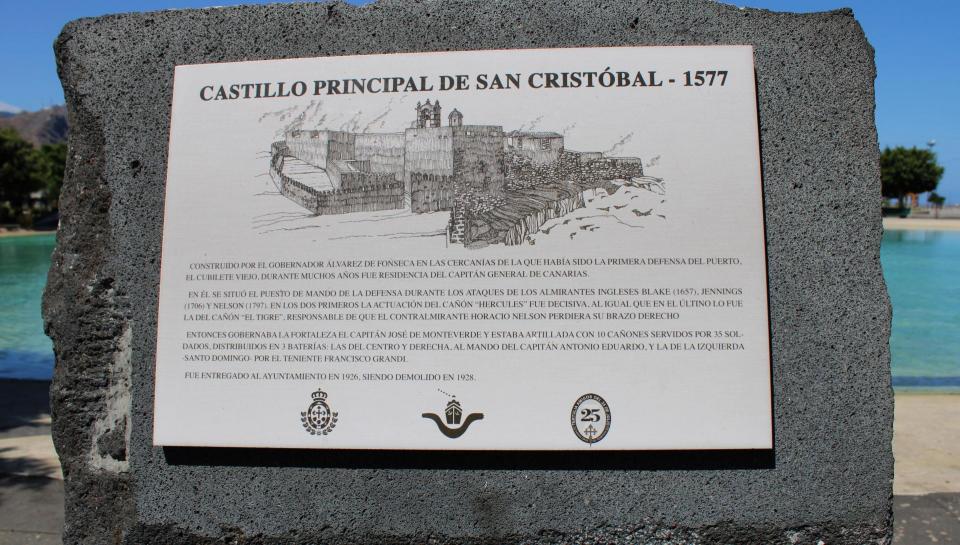 CASTILLO PRINCIPAL DE SAN CRISTÓBAL - 1577
CONSTRUIDO POR EL GOBERNADOR ÁLVAREZ DE FONSECA EN LAS CERCANÍAS DE LA QUE HABÍA SIDO LA PRIMERA DEFENSA DEL PUERTO,
EL CUBILETE VIEJO, DURANTE MUCHOS AÑOS FUE RESIDENCIA DEL CAPITÁN GENERAL DE CANARIAS.
EN ÉL SE SITUÓ EL PUESTO DE MANDO DE LA DEFENSA DURANTE LOS ATAQUES DE LOS ALMIRANTES INGLESES BLAKE (1657), JENNINGS
(1706) Y NELSON (1797). EN LOS DOS PRIMEROS LA ACTUACIÓN DEL CAÑÓN "HERCULES" FUE DECISIVA, AL IGUAL QUE EN EL ÚLTINO LO FUE
LA DEL CAÑÓN "EL TIGRE", RESPONSABLE DE QUE EL CONTRALMIRANTE HORACIO NELSON PERDIERA SU BRAZO DERECHO
ENTONCES GOBERNABA LA FORTALEZA EL CAPITÁN JOSÉ DE MONTEVERDE Y ESTABA ARTILLADA CON 10 CAÑONES SERVIDOS POR 35 SOL-
DADOS, DISTRIBUIDOS EN 3 BATERÍAS: LAS DEL CENTRO Y DERECHA, AL MANDO DEL CAPITÁN ANTONIO EDUARDO, Y LA DE LA IZQUIERDA
-SANTO DOMINGO- POR EL TENIENTE FRANCISCO GRANDI.
FUE ENTREGADO AL AYUNTAMIENTO EN 1926, SIENDO DEMOLIDO EN 1928.
25